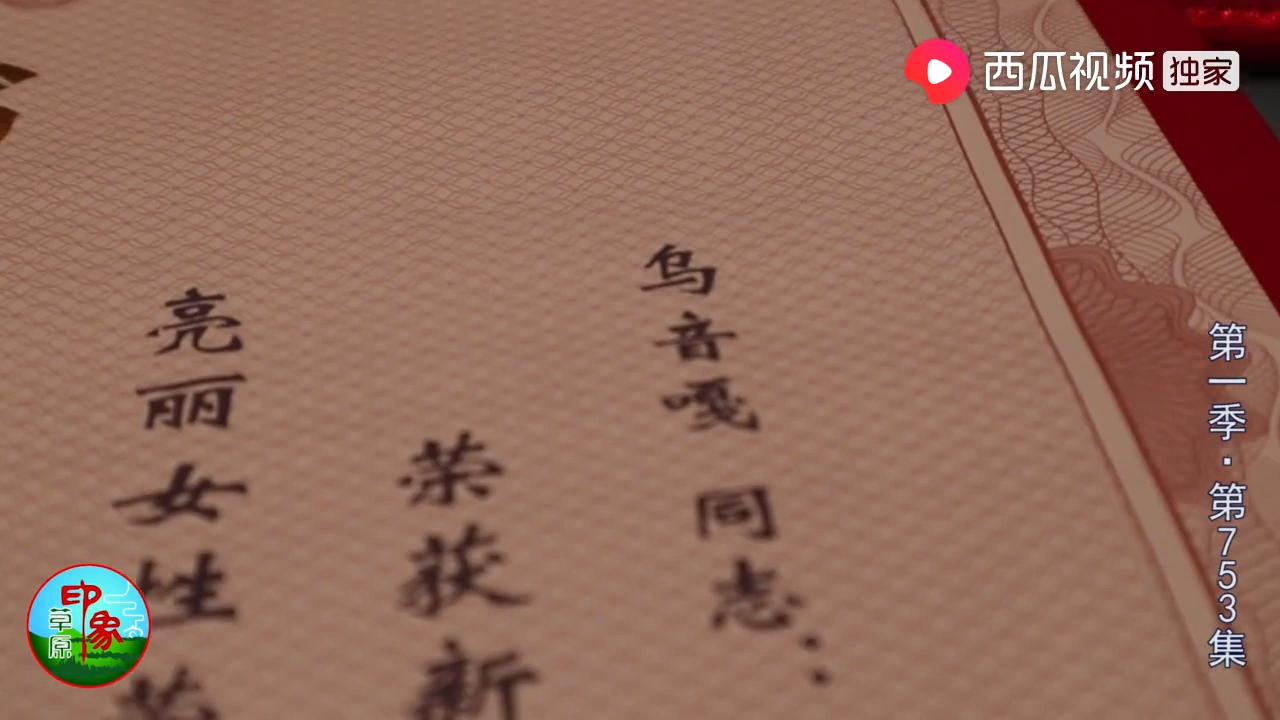 西瓜视频 独家
乌音嘎 同志：
荣获新
亮丽女性
第一季·第753集
印象
草原